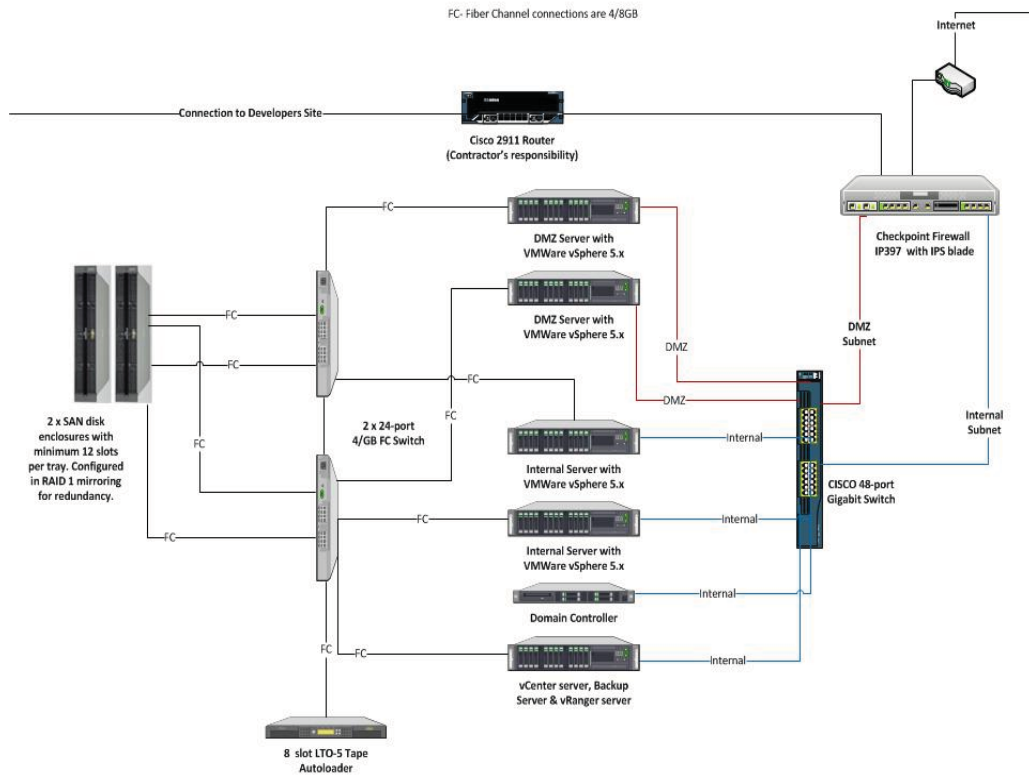 FC- Fiber Channel connections are 4/8GB
Internet
Connection to Developers Site
Cisco 2911 Router
(Contractor's responsibility)
FC
DMZ Server with
VMWare vSphere 5.x
Checkpoint Firewall
IP397 with IPS blade
DMZ Server with
VMWare vSphere 5.x
FC
FC
DMZ
DMZ
Subnet
FC
FC
DMZ
2 x SAN disk
enclosures with
minimum 12 slots
per tray. Configured
in RAID 1 mirroring
for redundancy.
FC
FC
2 x 24-port
4/GB FC Switch
Internal
Internal
Subnet
Internal Server with
VMWare vSphere 5.x
CISCO 48-port
Gigabit Switch
FC
FC
Internal
Internal Server with
VMWare vSphere 5.x
Internal
Domain Controller
FC
FC
Internal
vCenter server, Backup
Server & vRanger server
8 slot LTO-5 Tape
Autoloader